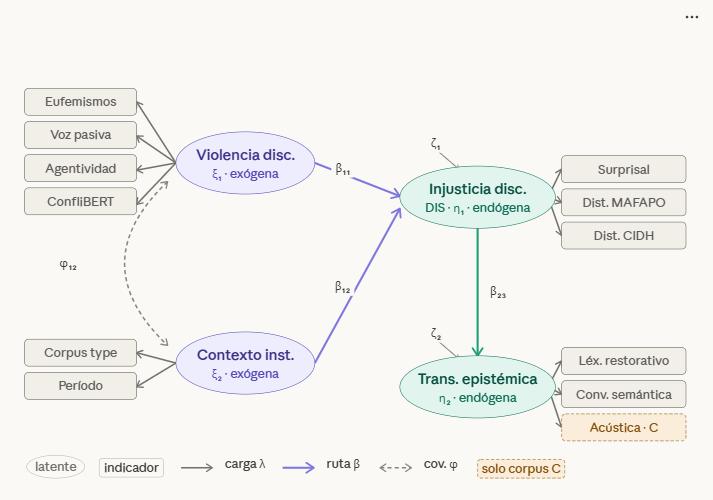 Eufemismos
Voz pasiva
Agentividad
ConfliBERT
Violencia disc.
ξ₁ · exógena
β₁₁
ζ₁
Injusticia disc.
DIS · η₁ · endógena
Surprisal
Dist. MAFAPO
Dist. CIDH
φ₁₂
β₁₂
β₂₃
Corpus type
Período
Contexto inst.
ξ₂ · exógena
ζ₂
Trans. epistémica
η₂ · endógena
Léx. restorativo
Conv. semántica
Acústica · C
latente
indicador
carga λ
ruta β
cov. φ
solo corpus C